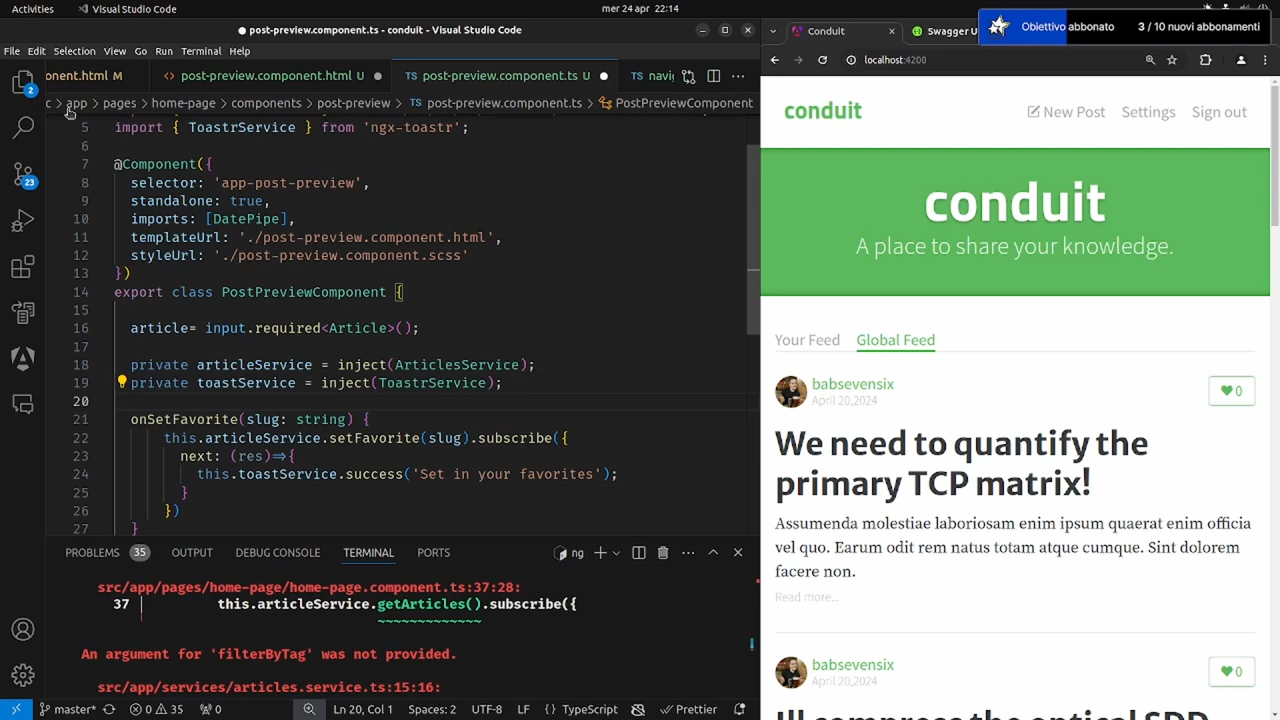 Activities
Visual Studio Code
mer 24 apr 22:14
post-preview.component.ts - conduit - Visual Studio Code
File Edit Selection View Go Run Terminal Help
onent.html M
post-preview.component.html U
post-preview.component.ts U
navi
c > app > pages > home-page > components > post-preview > post-preview.component.ts > PostPreviewComponent
5 import { ToastrService } from 'ngx-toastr';
6
7 @Component({
8 selector: 'app-post-preview',
9 standalone: true,
10 imports: [DatePipe],
11 templateUrl: './post-preview.component.html',
12 styleUrl: './post-preview.component.scss'
13 })
14 export class PostPreviewComponent {
15
16 article= input.required<Article>();
17
18 private articleService = inject(ArticlesService);
19 private toastService = inject(ToastrService);
20
21 onSetFavorite(slug: string) {
22 this.articleService.setFavorite(slug).subscribe({
23 next: (res)=>{
24 this.toastService.success('Set in your favorites');
25 }
26 })
27 }
2
23
PROBLEMS 35 OUTPUT DEBUG CONSOLE TERMINAL PORTS
ng
src/app/pages/home-page/home-page.component.ts:37:28:
37 │ this.articleService.getArticles().subscribe({
~~~~~~~~~~~~~
An argument for 'filterByTag' was not provided.
src/app/services/articles.service.ts:15:16:
master* 0 35 0 Ln 20, Col 1 Spaces: 2 UTF-8 LF {} TypeScript Prettier
Conduit
Swagger U
Obiettivo abbonato 3 / 10 nuovi abbonamenti
localhost:4200
conduit
New Post Settings Sign out
conduit
A place to share your knowledge.
Your Feed Global Feed
babsevensix
April 20,2024
0
We need to quantify the
primary TCP matrix!
Assumenda molestiae laboriosam enim ipsum quaerat enim officia
vel quo. Earum odit rem natus totam atque cumque. Sint dolorem
facere non.
Read more...
babsevensix
April 20,2024
0